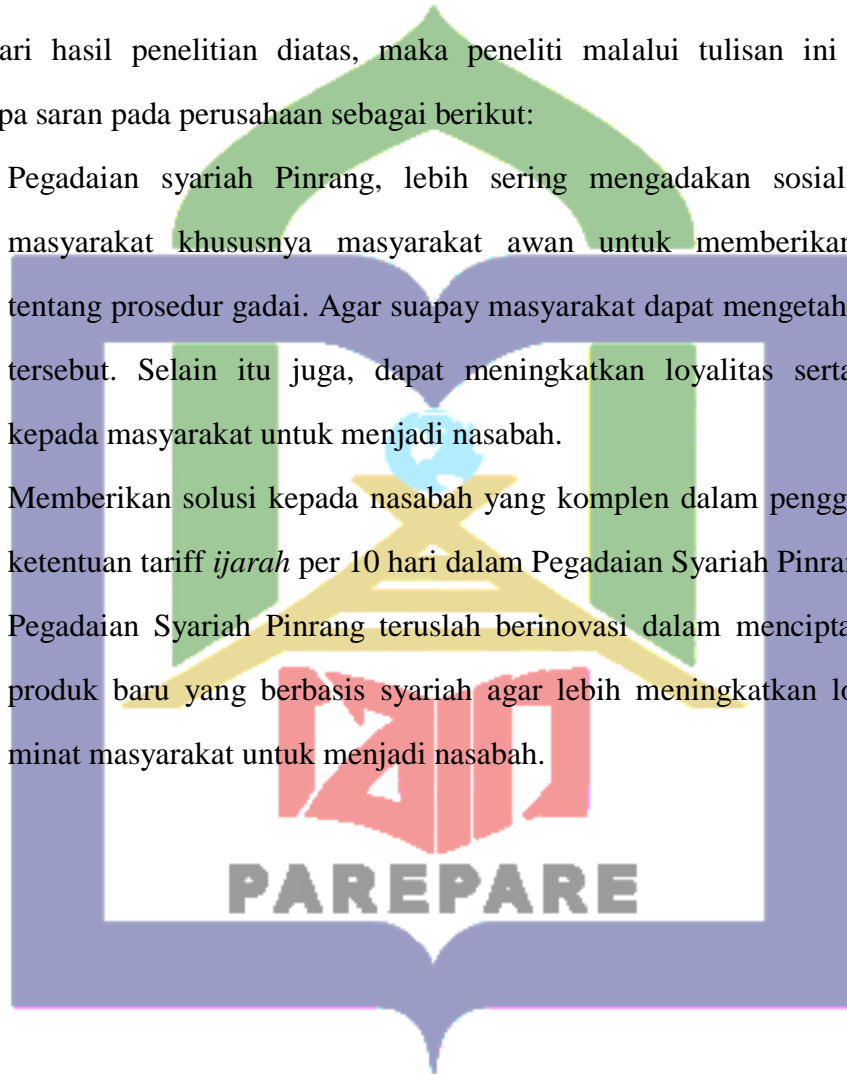 ari hasil penelitian diatas, maka peneliti malalui tulisan ini
pa saran pada perusahaan sebagai berikut:
Pegadaian syariah Pinrang, lebih sering mengadakan sosiali
masyarakat khususnya masyarakat awan untuk memberikan
tentang prosedur gadai. Agar suapay masyarakat dapat mengetah
tersebut. Selain itu juga, dapat meningkatkan loyalitas serta
kepada masyarakat untuk menjadi nasabah.
Memberikan solusi kepada nasabah yang komplen dalam pengg
ketentuan tariff ijarah per 10 hari dalam Pegadaian Syariah Pinran
Pegadaian Syariah Pinrang teruslah berinovasi dalam mencipta
produk baru yang berbasis syariah agar lebih meningkatkan lo
minat masyarakat untuk menjadi nasabah.
iain
PAREPARE